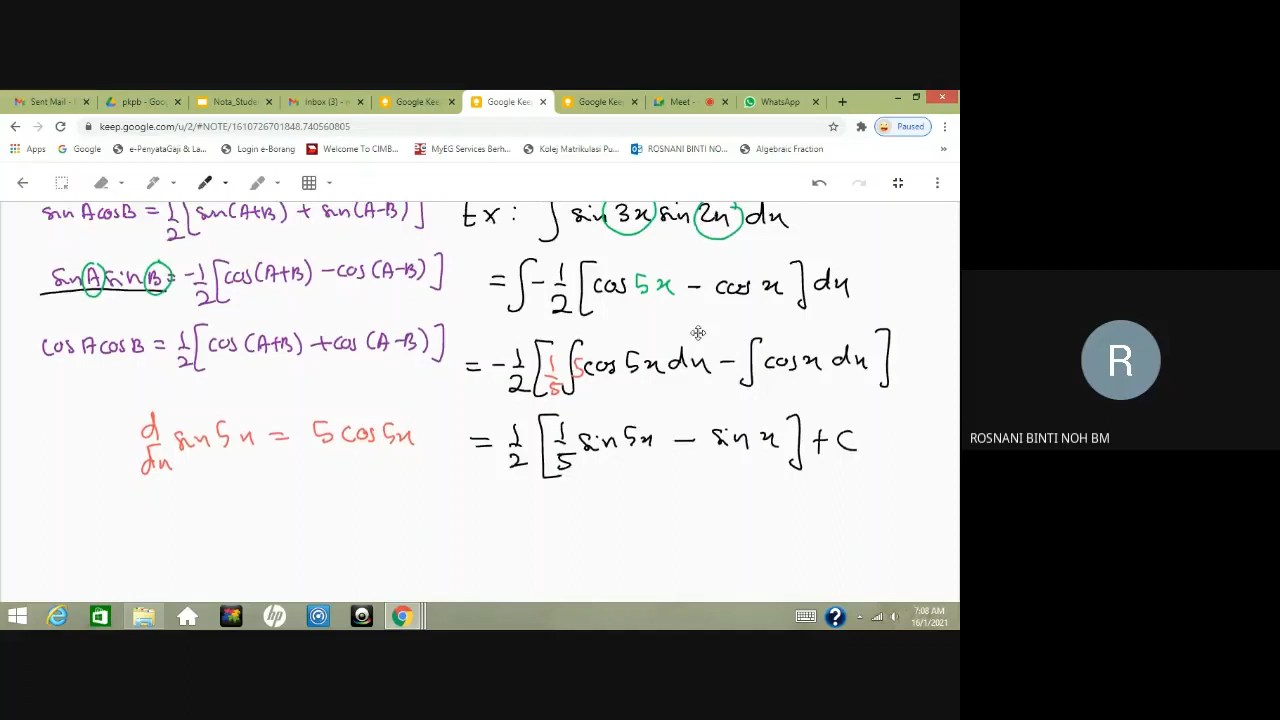 Sent Mail -
pkpb - Goo
Nota_Stude
Inbox (3) -
Google Kee
Google Kee
Google Kee
Meet -
WhatsApp
keep.google.com/u/2/#NOTE/1610726701848.740560805
Paused
Apps
Google
e-PenyataGaji & La...
Login e-Borang
Welcome To CIMB...
MyEG Services Berh...
Kolej Matrikulasi Pu...
ROSNANI BINTI NO...
Algebraic Fraction
»
sin A cos B = 1/2 [sin(A+B) + sin(A-B)]
sin A sin B = -1/2 [cos(A+B) - cos(A-B)]
cos A cos B = 1/2 [cos(A+B) + cos(A-B)]
d/dx sin 5x = 5 cos 5x
Ex: ∫ sin 3x sin 2x dx
= ∫ -1/2 [cos 5x - cos x] dx
= -1/2 [1/5 ∫ 5 cos 5x dx - ∫ cos x dx]
= 1/2 [1/5 sin 5x - sin x] + C
R
ROSNANI BINTI NOH BM
7:08 AM
16/1/2021